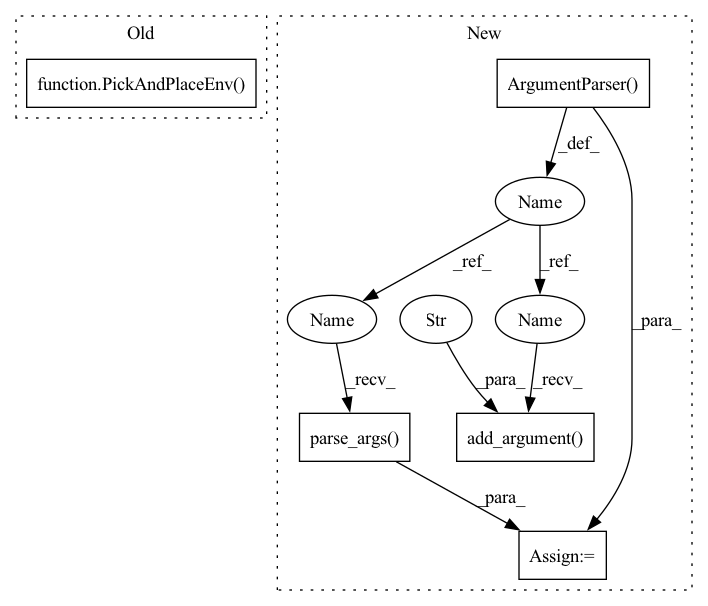 Old
New
function.PickAndPlaceEnv()
ArgumentParser()
_def_
Name
_ref_
_ref_
Name
Str
Name
_para_
_recv_
_para_
_recv_
parse_args()
add_argument()
_para_
Assign:=